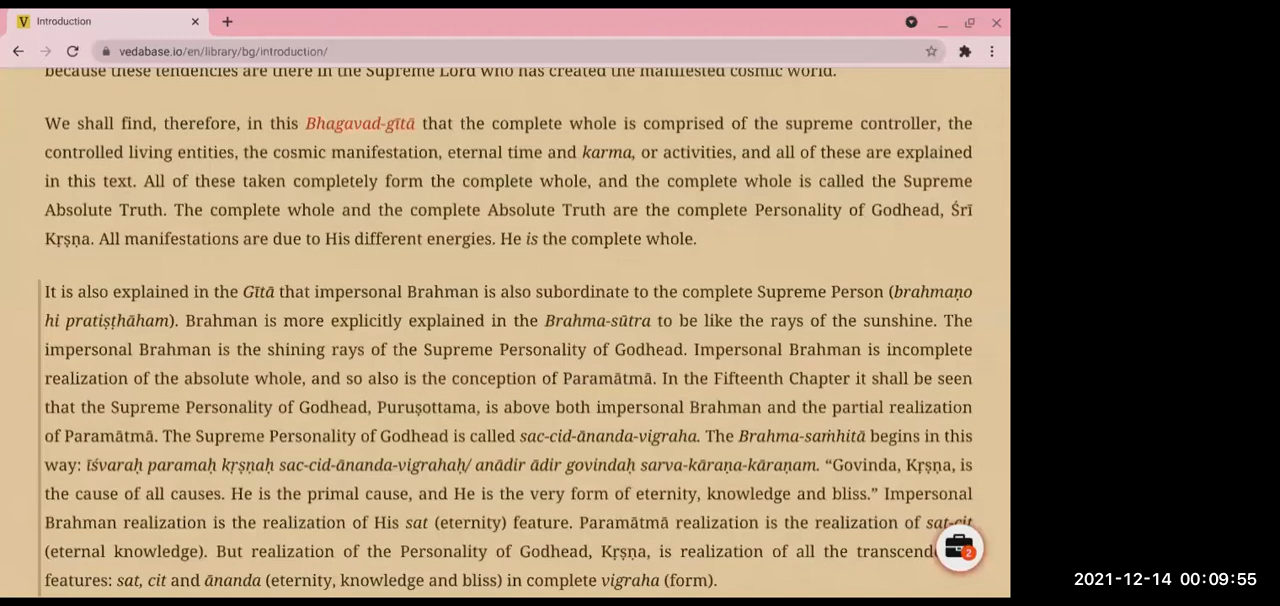 V Introduction
vedabase.io/en/library/bg/introduction/
because these tendencies are there in the Supreme Lord who has created the manifested cosmic world.
We shall find, therefore, in this Bhagavad-gītā that the complete whole is comprised of the supreme controller, the
controlled living entities, the cosmic manifestation, eternal time and karma, or activities, and all of these are explained
in this text. All of these taken completely form the complete whole, and the complete whole is called the Supreme
Absolute Truth. The complete whole and the complete Absolute Truth are the complete Personality of Godhead, Śrī
Kṛṣṇa. All manifestations are due to His different energies. He is the complete whole.
It is also explained in the Gītā that impersonal Brahman is also subordinate to the complete Supreme Person (brahmaṇo
hi pratiṣṭhāham). Brahman is more explicitly explained in the Brahma-sūtra to be like the rays of the sunshine. The
impersonal Brahman is the shining rays of the Supreme Personality of Godhead. Impersonal Brahman is incomplete
realization of the absolute whole, and so also is the conception of Paramātmā. In the Fifteenth Chapter it shall be seen
that the Supreme Personality of Godhead, Puruṣottama, is above both impersonal Brahman and the partial realization
of Paramātmā. The Supreme Personality of Godhead is called sac-cid-ānanda-vigraha. The Brahma-saṁhitā begins in this
way: īśvaraḥ paramaḥ kṛṣṇaḥ sac-cid-ānanda-vigrahaḥ/ anādir ādir govindaḥ sarva-kāraṇa-kāraṇam. “Govinda, Kṛṣṇa, is
the cause of all causes. He is the primal cause, and He is the very form of eternity, knowledge and bliss.” Impersonal
Brahman realization is the realization of His sat (eternity) feature. Paramātmā realization is the realization of sat-cit
(eternal knowledge). But realization of the Personality of Godhead, Kṛṣṇa, is realization of all the transcend
features: sat, cit and ānanda (eternity, knowledge and bliss) in complete vigraha (form).
2
2021-12-14 00:09:55